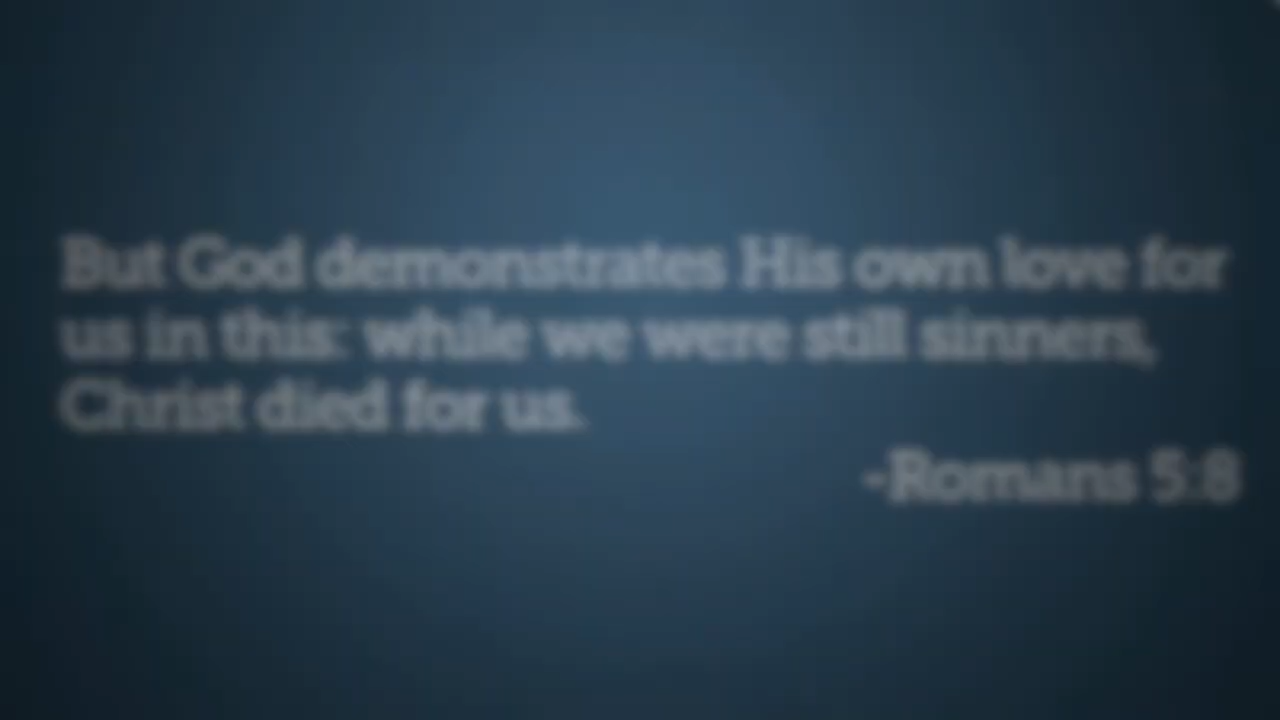 But God demonstrates His own love for
us in this: while we were still sinners,
Christ died for us.
-Romans 5:8